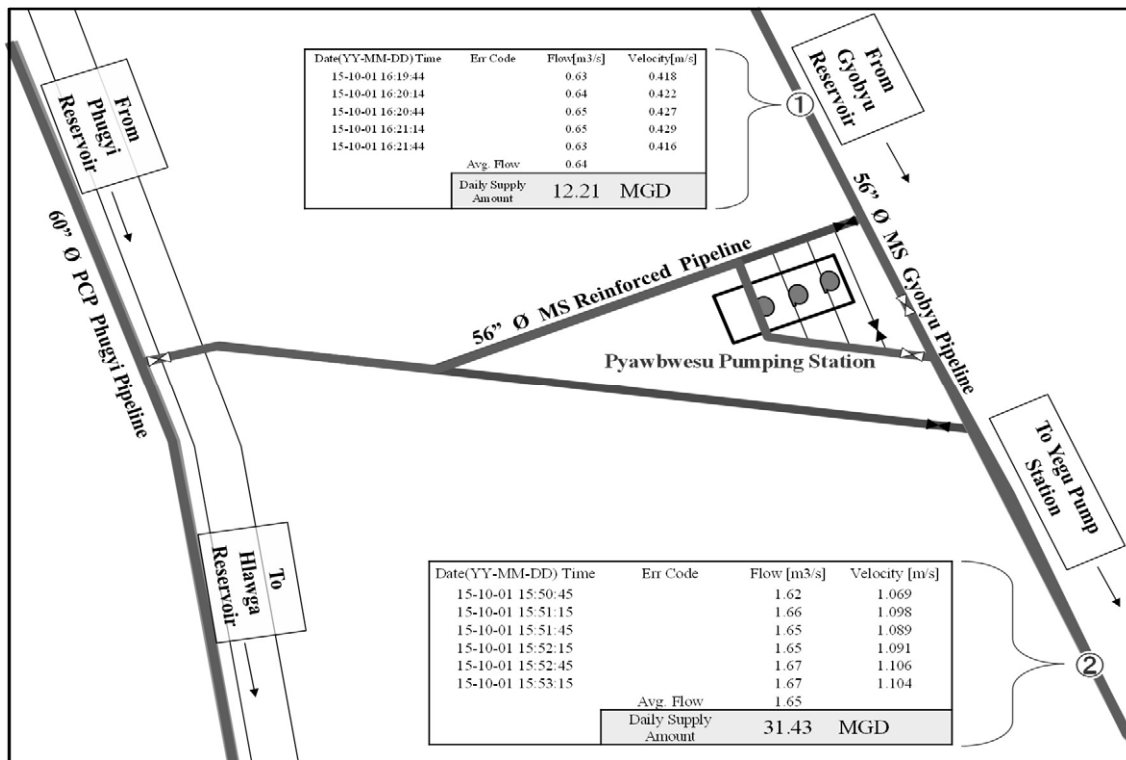 Date(YY-MM-DD) Time Err Code Flow[m3/s] Velocity[m/s]
15-10-01 16:19:44 0.63 0.418
15-10-01 16:20:14 0.64 0.422
15-10-01 16:20:44 0.65 0.427
15-10-01 16:21:14 0.65 0.429
15-10-01 16:21:44 0.63 0.416
Avg. Flow 0.64
Daily Supply
Amount
12.21 MGD
①
From
Gyobyu
Reservoir
From
Phugyi
Reservoir
60” Ø PCP Phugyi Pipeline
56” Ø MS Reinforced Pipeline
56” Ø MS Gyobyu Pipeline
Pyawbwesu Pumping Station
To Yegu Pump
Station
To
Hlawga
Reservoir
Date(YY-MM-DD) Time Err Code Flow [m3/s] Velocity [m/s]
15-10-01 15:50:45 1.62 1.069
15-10-01 15:51:15 1.66 1.098
15-10-01 15:51:45 1.65 1.089
15-10-01 15:52:15 1.65 1.091
15-10-01 15:52:45 1.67 1.106
15-10-01 15:53:15 1.67 1.104
Avg. Flow 1.65
Daily Supply
Amount
31.43 MGD
②